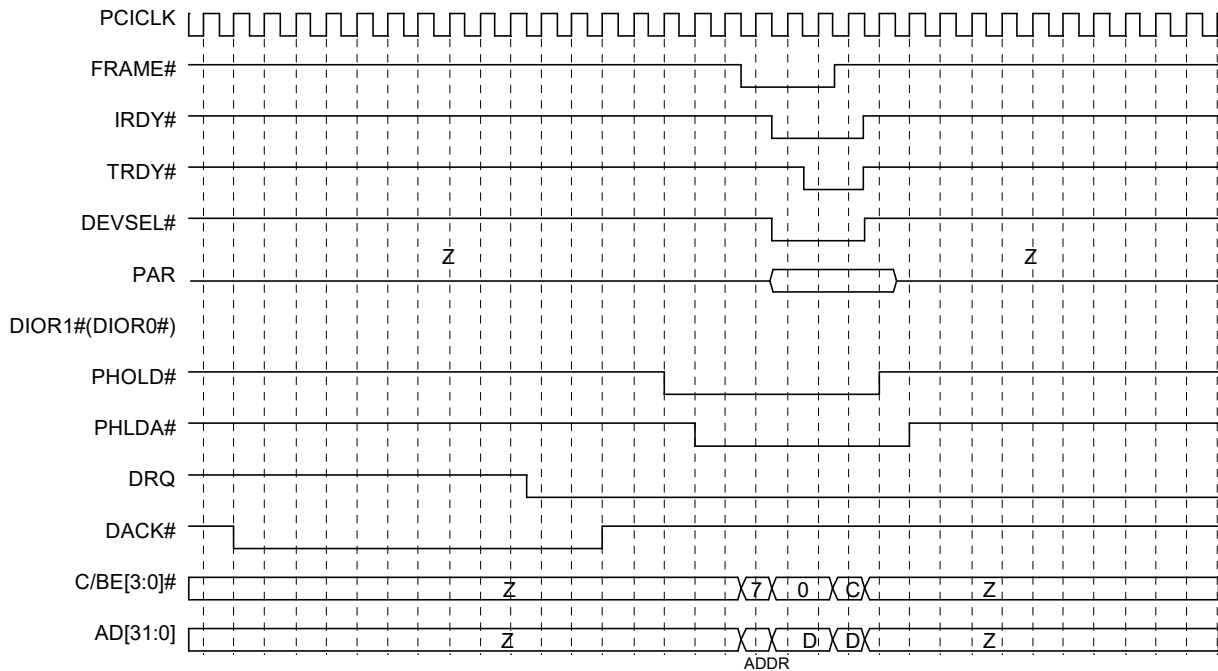 PCICLK
FRAME#
IRDY#
TRDY#
DEVSEL#
Z Z
PAR
DIOR1#(DIOR0#)
PHOLD#
PHLDA#
DRQ
DACK#
C/BE[3:0]# Z 7 0 C Z
AD[31:0] Z D D Z
ADDR